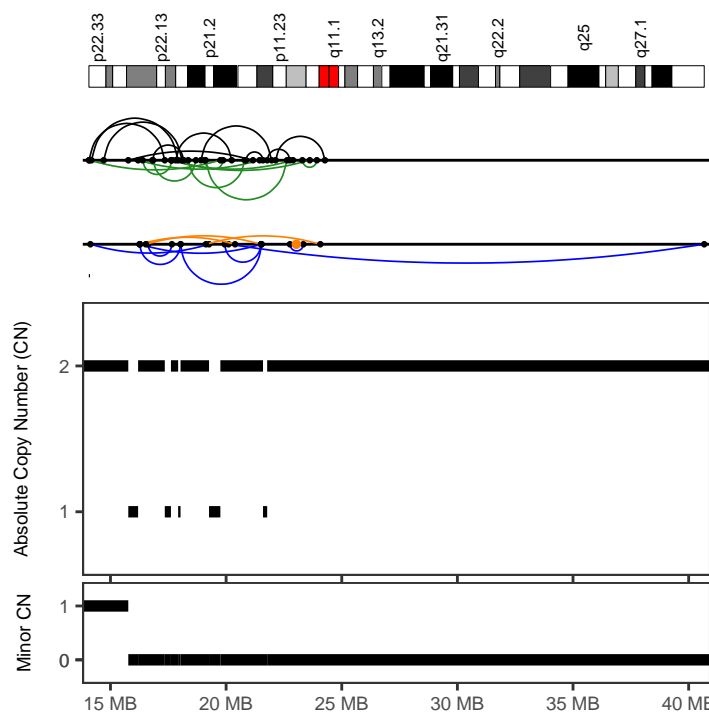 p22.33 p22.13 p21.2 p11.23 q11.1 q13.2 q21.31 q22.2 q25 q27.1
Absolute Copy Number (CN)
2
1
Minor CN
1
0
15 MB 20 MB 25 MB 30 MB 35 MB 40 MB